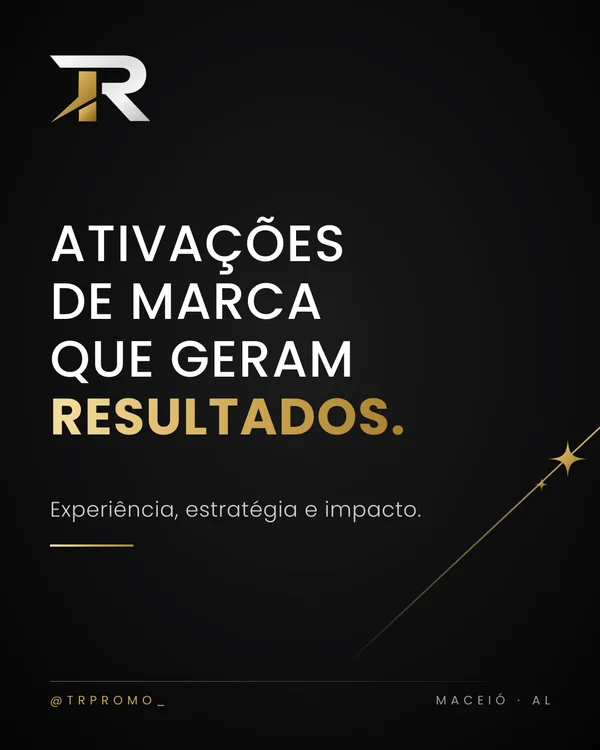 TR
ATIVAÇÕES
DE MARCA
QUE GERAM
RESULTADOS.
Experiência, estratégia e impacto.
@TRPROMO_
MACEIÓ · AL